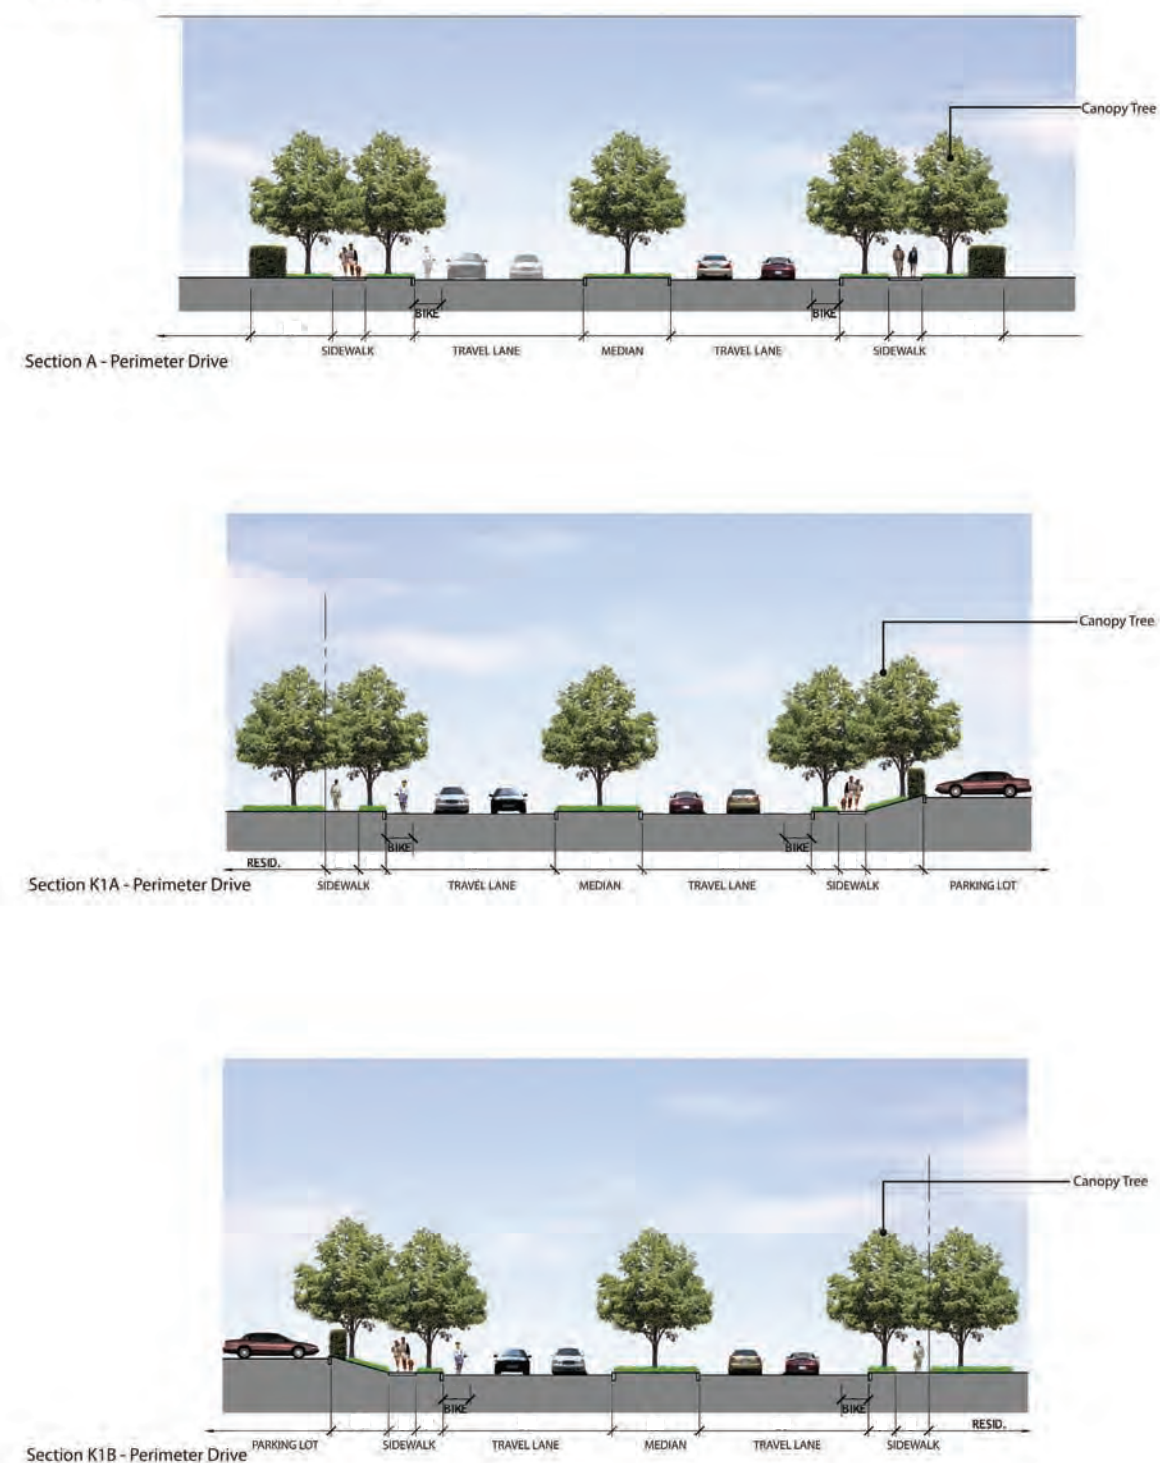 Canopy Tree
BIKE BIKE
SIDEWALK TRAVEL LANE MEDIAN TRAVEL LANE SIDEWALK
Section A - Perimeter Drive
Canopy Tree
BIKE BIKE
RESID.
Section K1A - Perimeter Drive SIDEWALK TRAVEL LANE MEDIAN TRAVEL LANE SIDEWALK PARKING LOT
Canopy Tree
BIKE BIKE
RESID.
PARKING LOT SIDEWALK TRAVEL LANE MEDIAN TRAVEL LANE SIDEWALK
Section K1B - Perimeter Drive